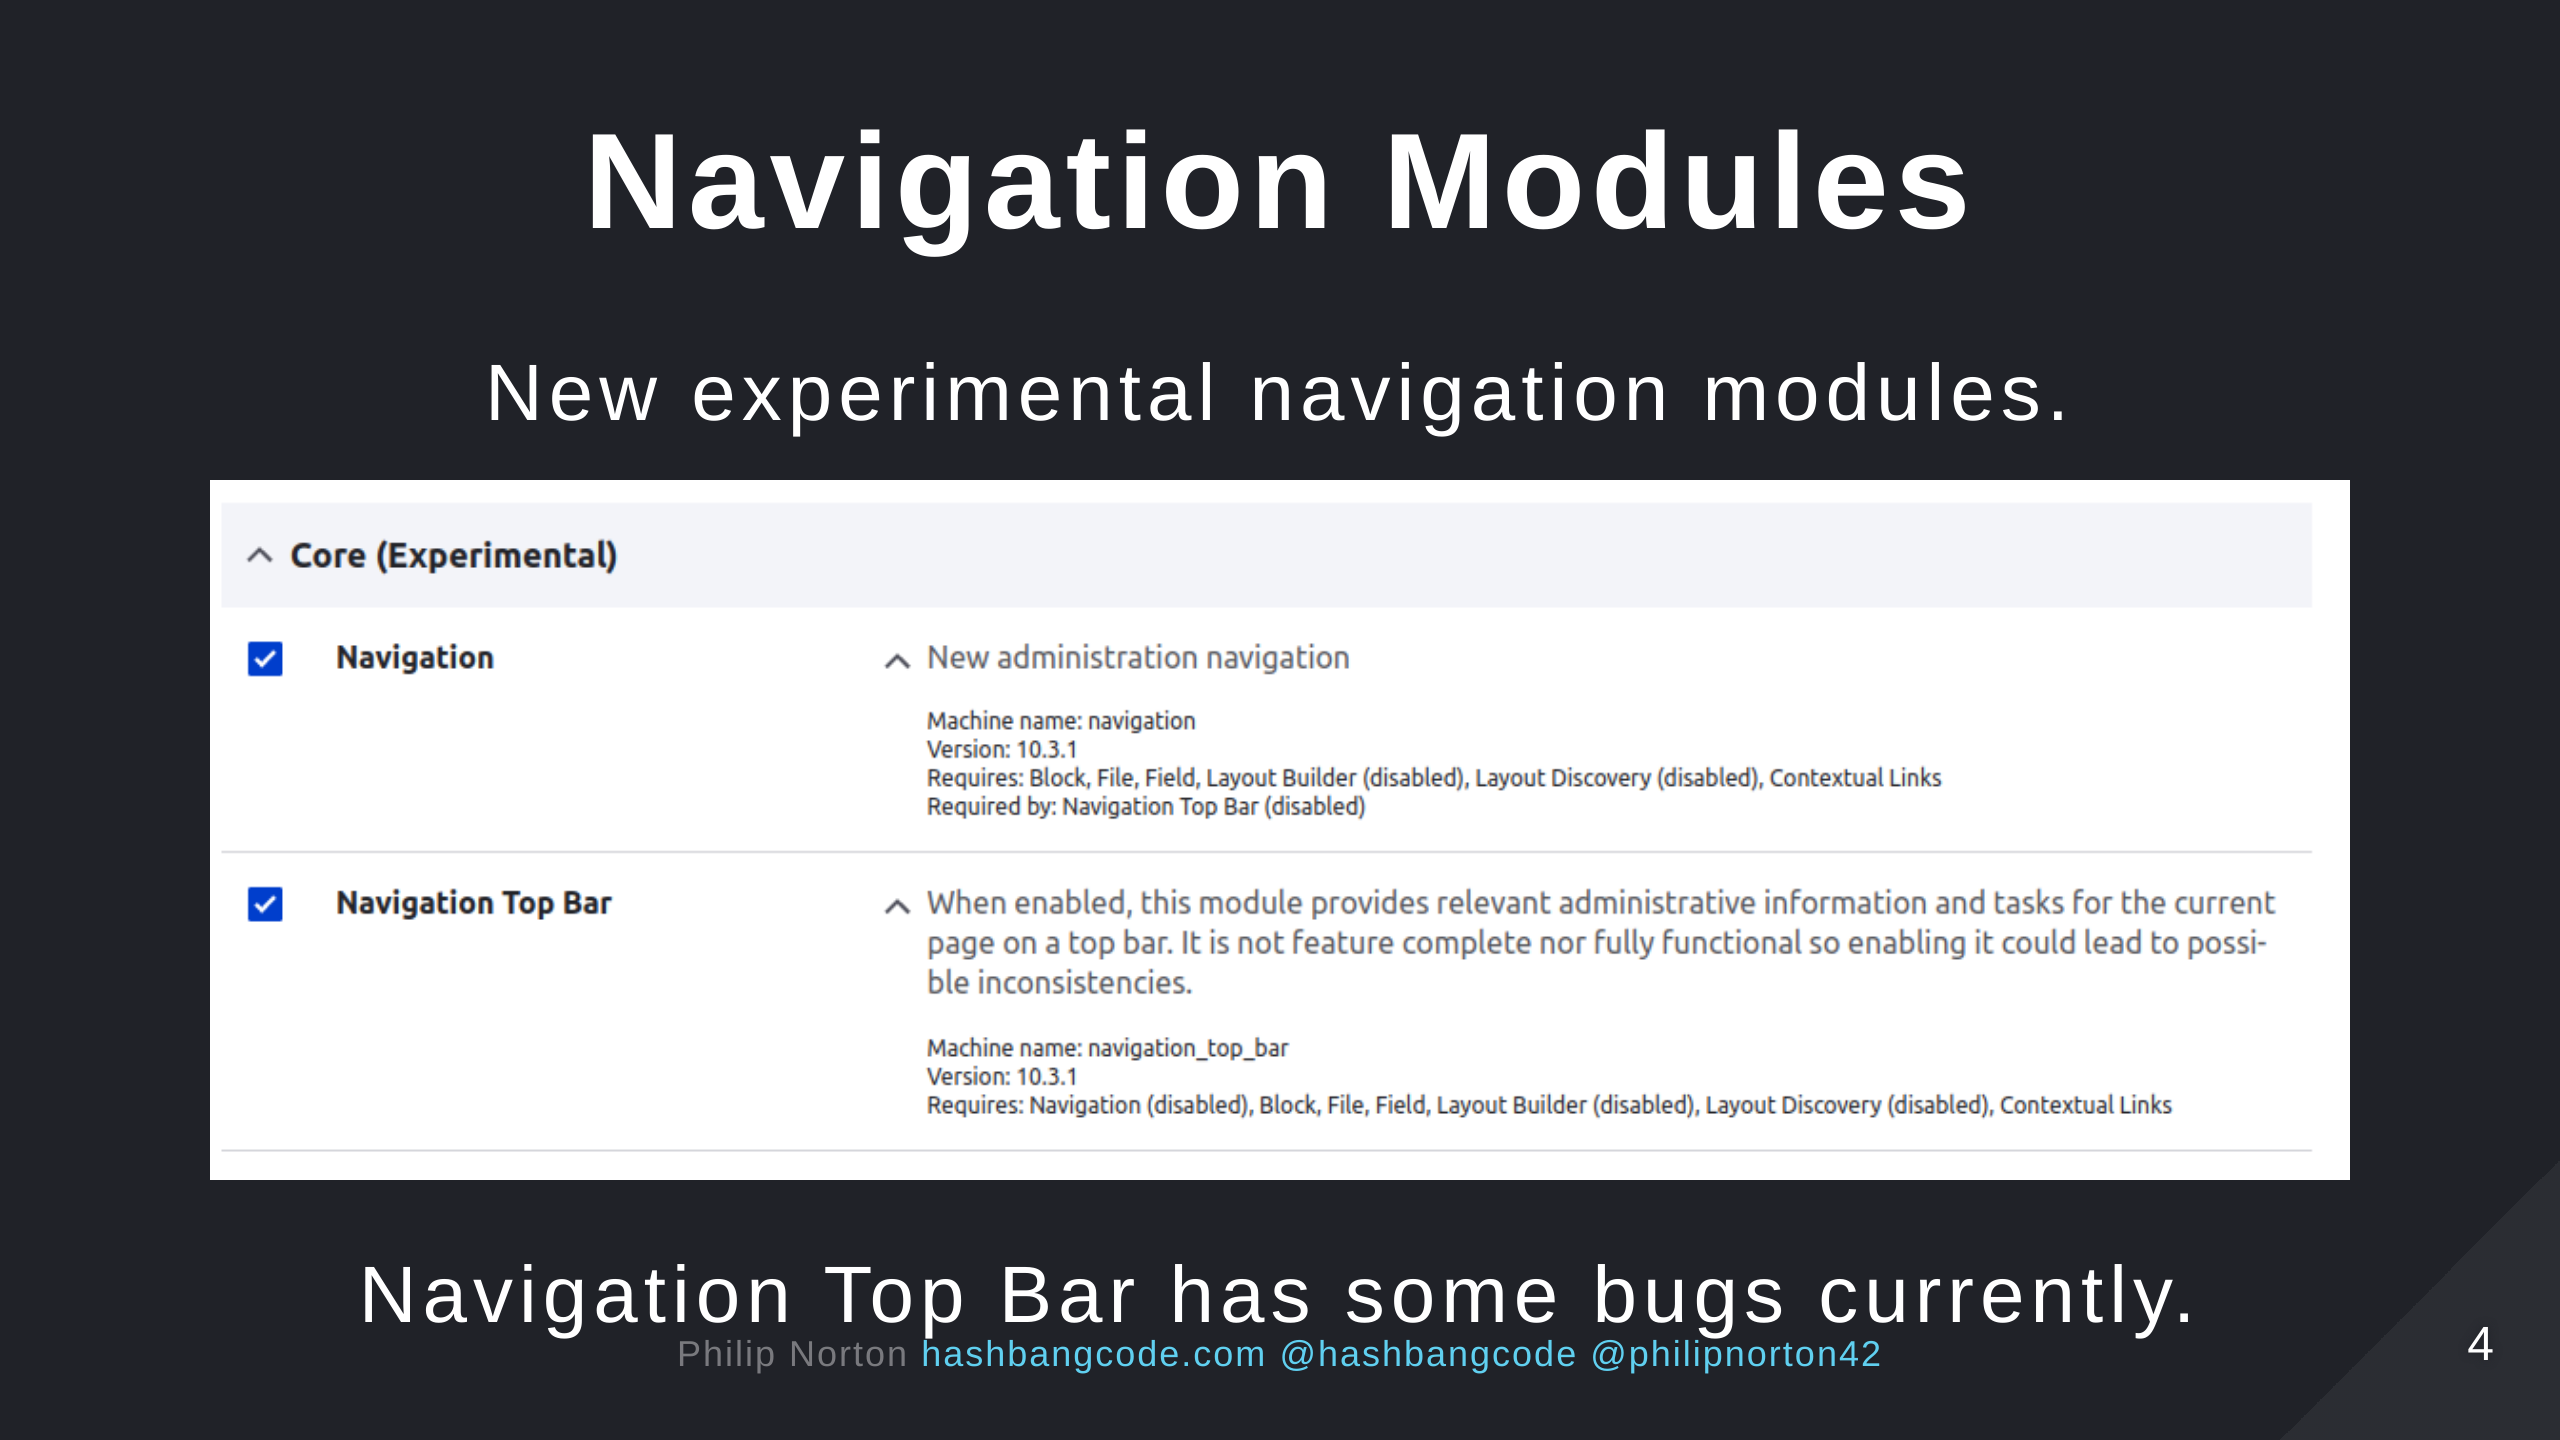 Navigation Modules
New experimental navigation modules.
Core (Experimental)
Navigation
New administration navigation
Machine name: navigation
Version: 10.3.1
Requires: Block, File, Field, Layout Builder (disabled), Layout Discovery (disabled), Contextual Links
Required by: Navigation Top Bar (disabled)
Navigation Top Bar
When enabled, this module provides relevant administrative information and tasks for the current
page on a top bar. It is not feature complete nor fully functional so enabling it could lead to possi-
ble inconsistencies.
Machine name: navigation_top_bar
Version: 10.3.1
Requires: Navigation (disabled), Block, File, Field, Layout Builder (disabled), Layout Discovery (disabled), Contextual Links
Navigation Top Bar has some bugs currently.
Philip Norton hashbangcode.com @hashbangcode @philipnorton42
4